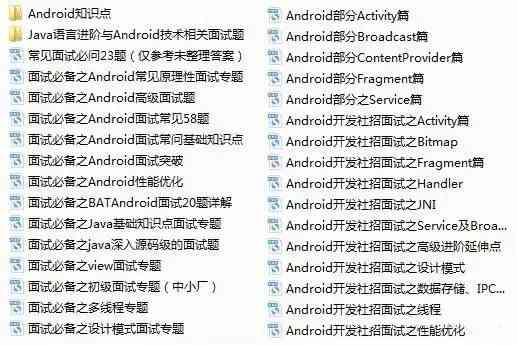 Android知识点
Java语言进阶与Android技术相关面试题
常见面试必问23题（仅参考未整理答案）
面试必备之Android常见原理性面试专题
面试必备之Android高级面试题
面试必备之Android面试常见58题
面试必备之Android面试常问基础知识点
面试必备之Android面试突破
面试必备之Android性能优化
面试必备之BATAndroid面试20题详解
面试必备之Java基础知识点面试专题
面试必备之java深入源码级的面试题
面试必备之view面试专题
面试必备之初级面试专题（中小厂）
面试必备之多线程专题
面试必备之设计模式面试专题
Android部分Activity篇
Android部分Broadcast篇
Android部分ContentProvider篇
Android部分Fragment篇
Android部分之Service篇
Android开发社招面试之Activity篇
Android开发社招面试之Bitmap
Android开发社招面试之Fragment篇
Android开发社招面试之Handler
Android开发社招面试之JNI
Android开发社招面试之Service及Broa...
Android开发社招面试之高级进阶延伸点
Android开发社招面试之设计模式
Android开发社招面试之数据存储、IPC...
Android开发社招面试之线程
Android开发社招面试之性能优化